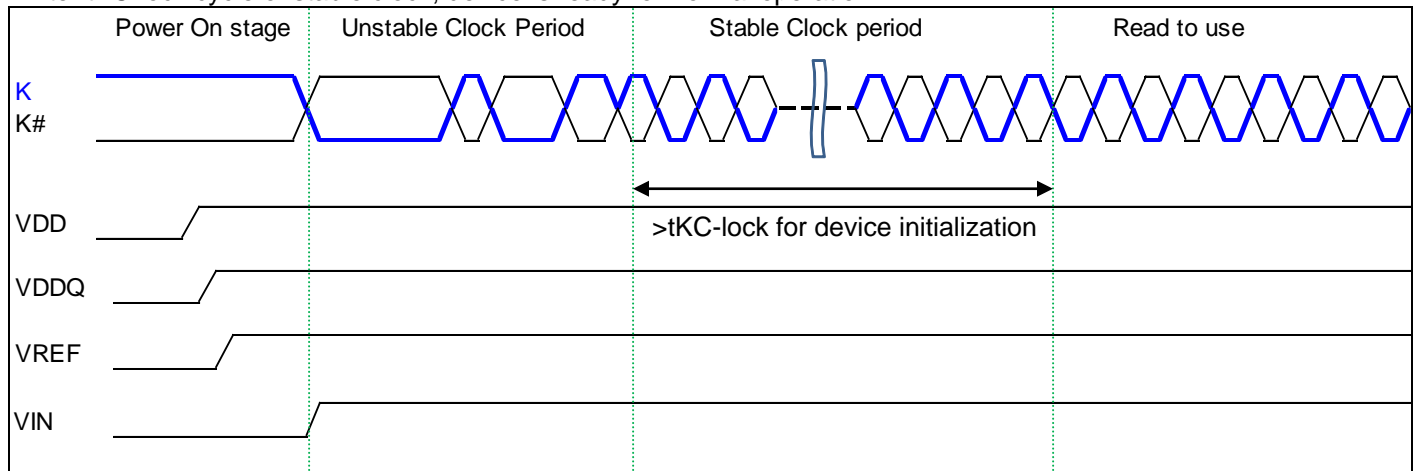 Power On stage Unstable Clock Period Stable Clock period Read to use
K
K#
VDD
>tKC-lock for device initialization
VDDQ
VREF
VIN